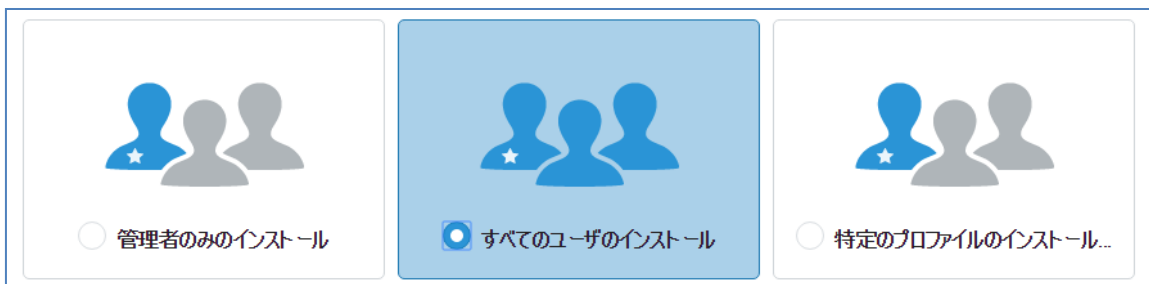 管理者のみのインストール
すべてのユーザのインストール
特定のプロファイルのインストール...